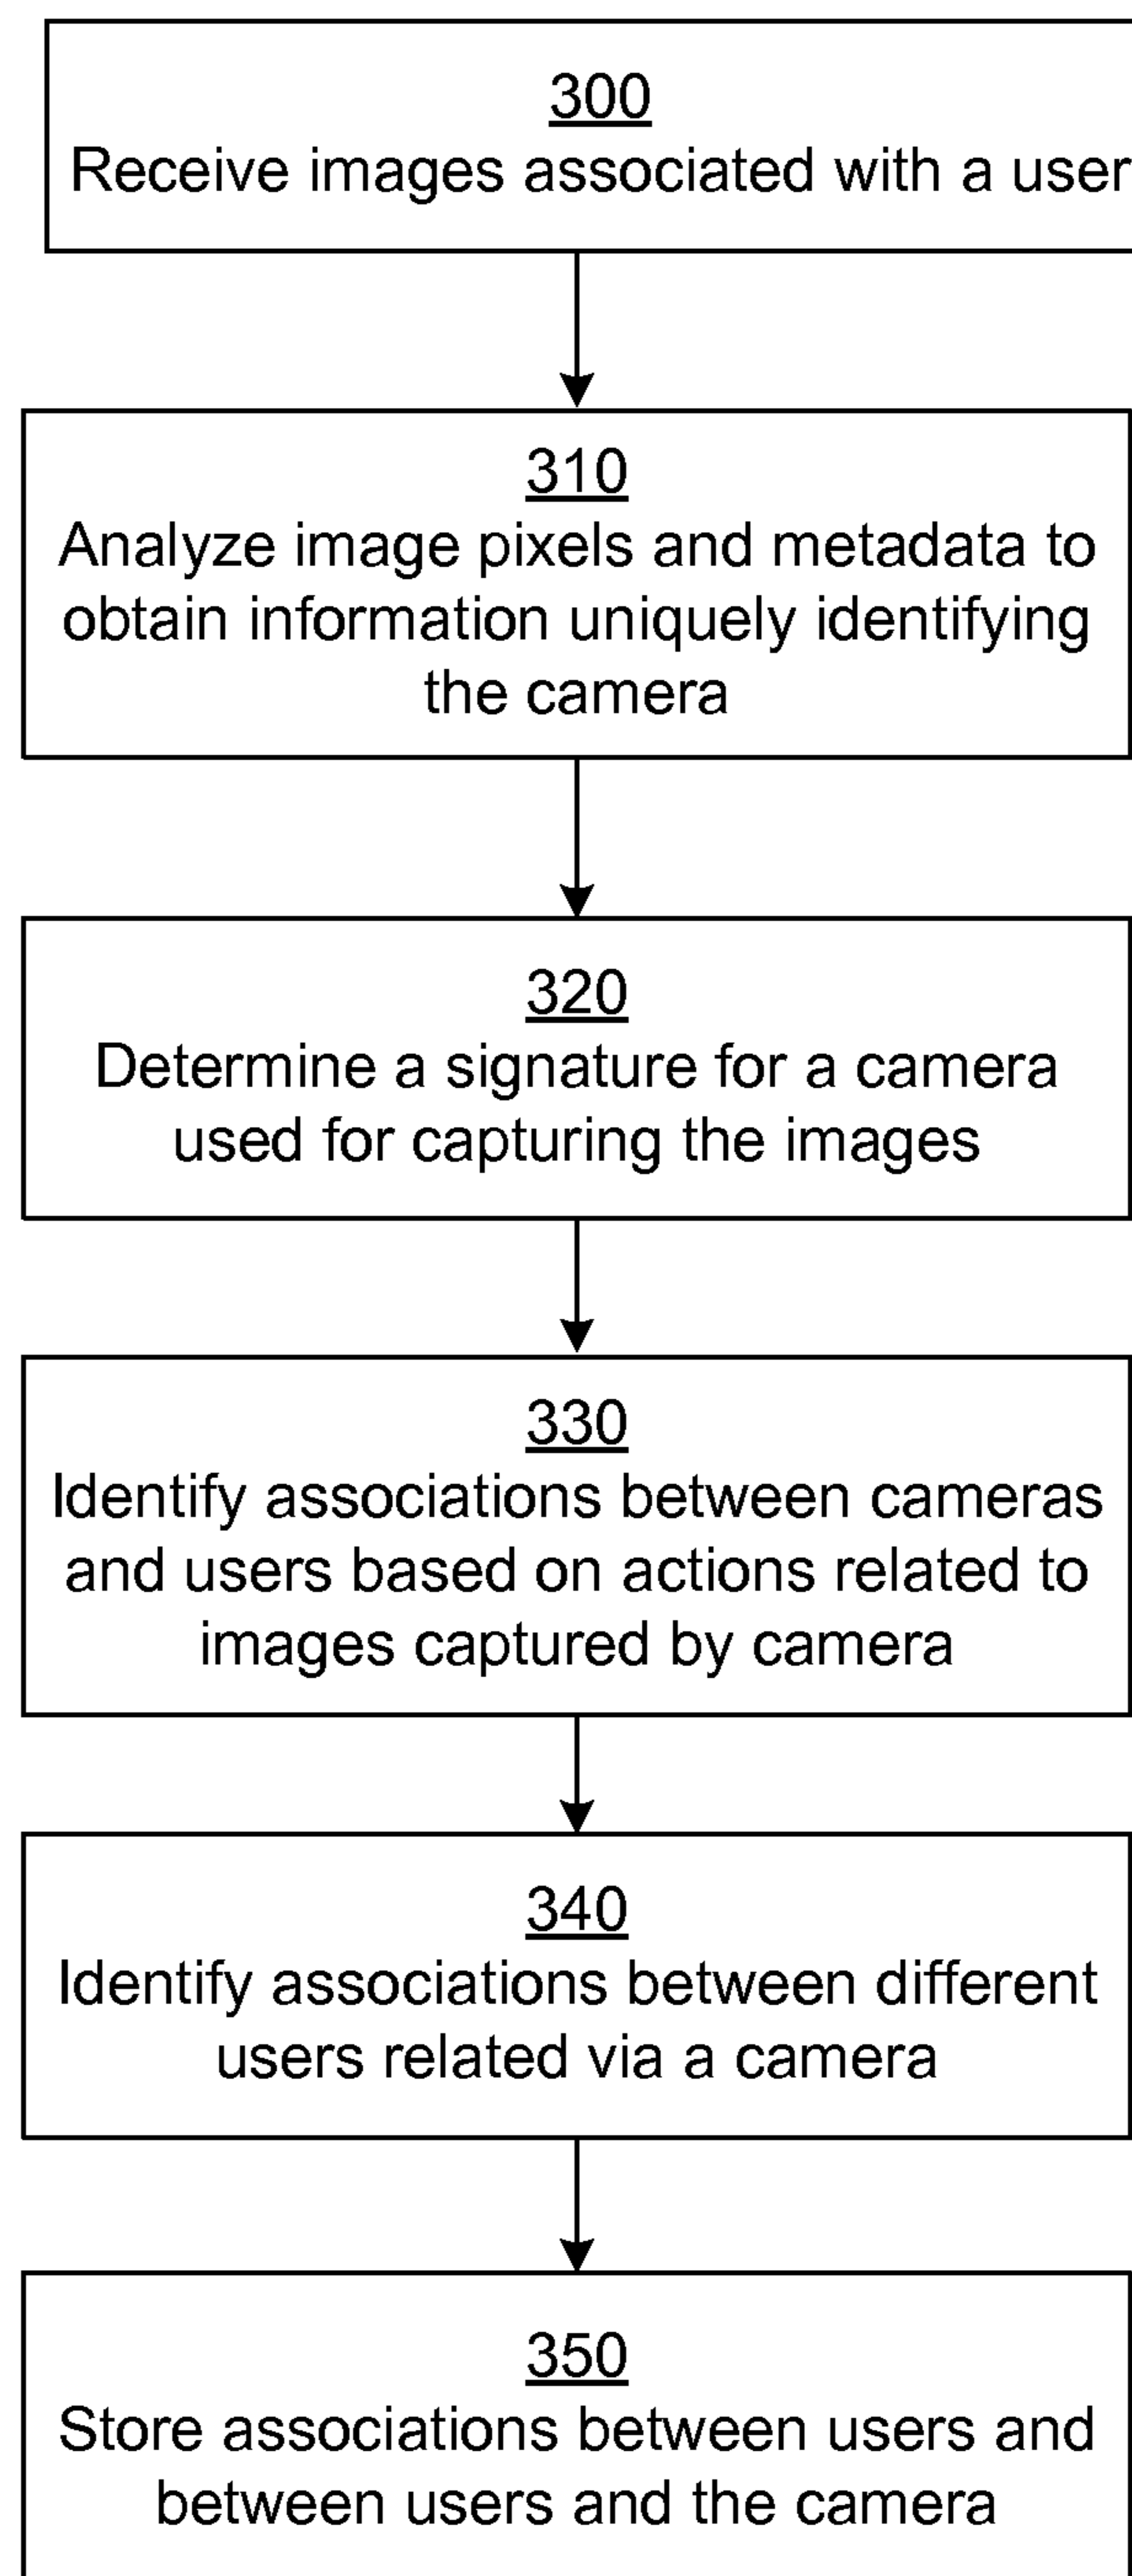 300
Receive images associated with a user
310
Analyze image pixels and metadata to
obtain information uniquely identifying
the camera
320
Determine a signature for a camera
used for capturing the images
330
Identify associations between cameras
and users based on actions related to
images captured by camera
340
Identify associations between different
users related via a camera
350
Store associations between users and
between users and the camera